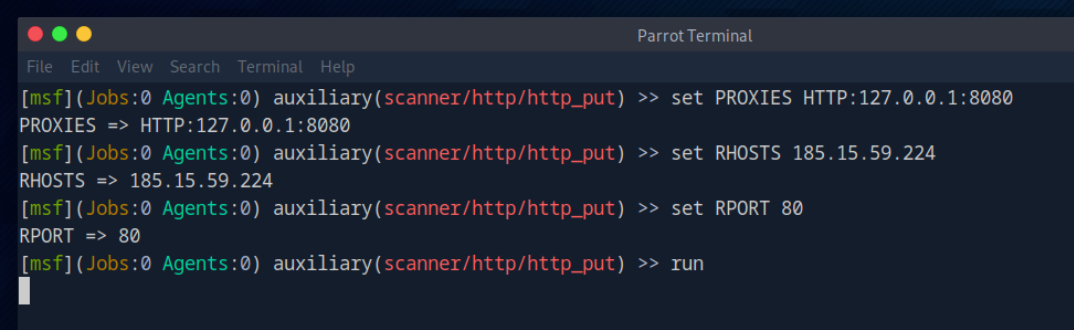 Parrot Terminal
File Edit View Search Terminal Help
[msf](Jobs:0 Agents:0) auxiliary(scanner/http/http_put) >> set PROXIES HTTP:127.0.0.1:8080
PROXIES => HTTP:127.0.0.1:8080
[msf](Jobs:0 Agents:0) auxiliary(scanner/http/http_put) >> set RHOSTS 185.15.59.224
RHOSTS => 185.15.59.224
[msf](Jobs:0 Agents:0) auxiliary(scanner/http/http_put) >> set RPORT 80
RPORT => 80
[msf](Jobs:0 Agents:0) auxiliary(scanner/http/http_put) >> run